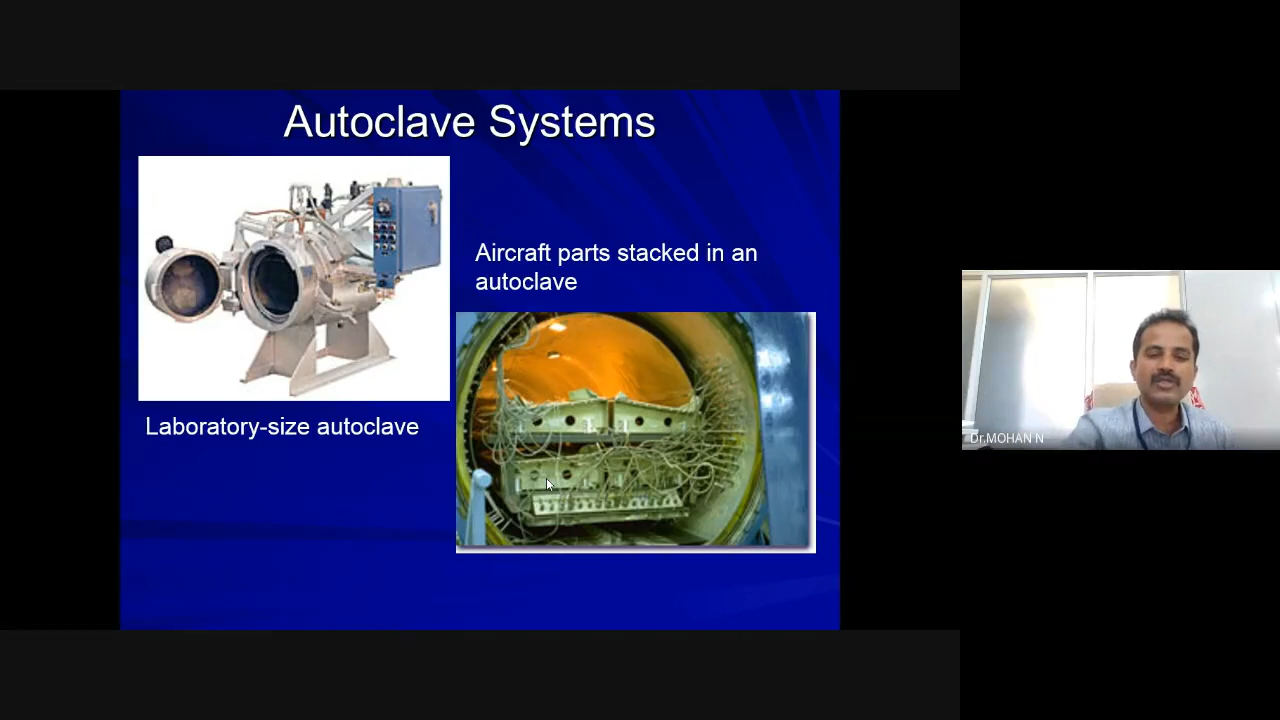 Autoclave Systems
Aircraft parts stacked in an
autoclave
Laboratory-size autoclave
Dr.MOHAN N